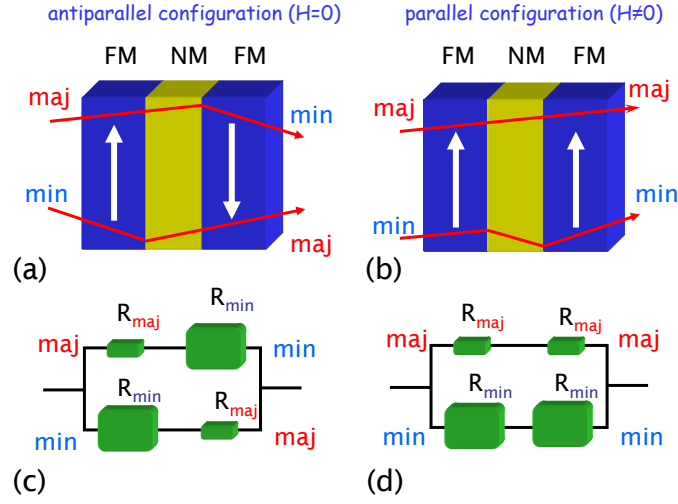 antiparallel configuration (H=0)
parallel configuration (H≠0)
FM NM FM
FM NM FM
maj
min
min
maj
maj
maj
min
min
(a)
(b)
Rmaj
Rmin
maj
min
Rmin
Rmaj
min
maj
Rmaj
Rmaj
maj
maj
Rmin
Rmin
min
min
(c)
(d)